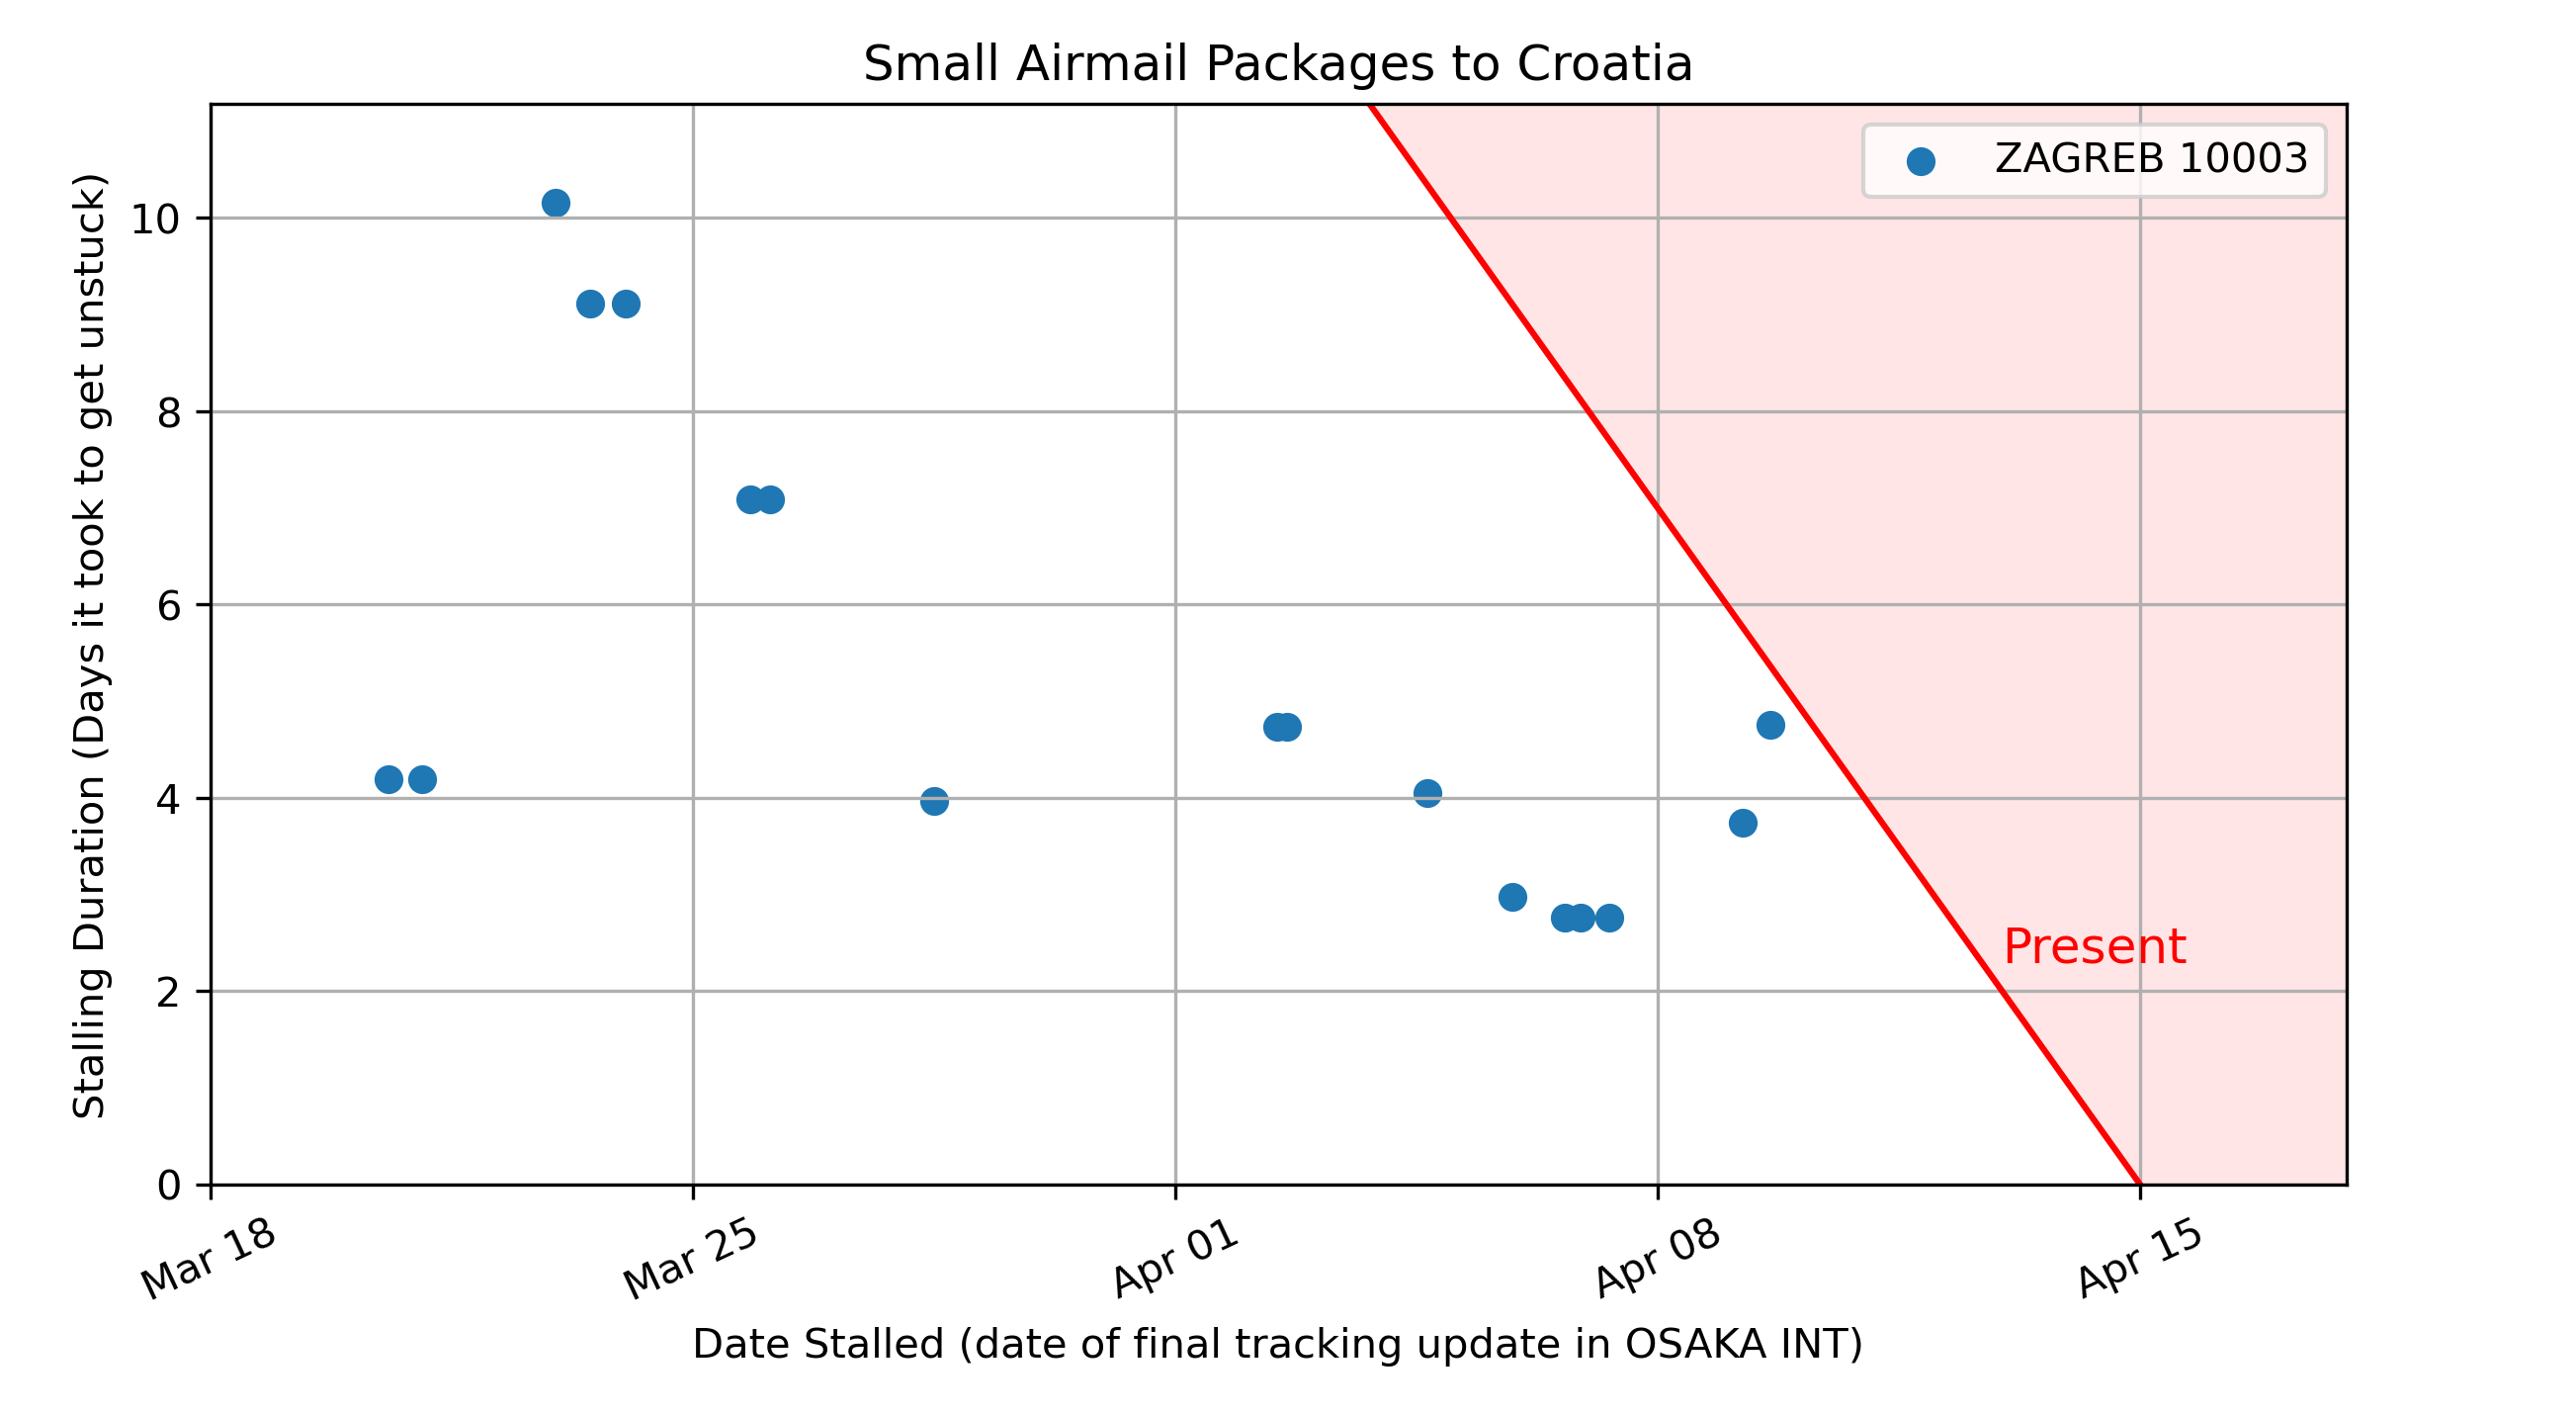 Small Airmail Packages to Croatia
ZAGREB 10003
Stalling Duration (Days it took to get unstuck)
10
8
6
4
2
0
Present
Mar 18
Mar 25
Apr 01
Apr 08
Apr 15
Date Stalled (date of final tracking update in OSAKA INT)